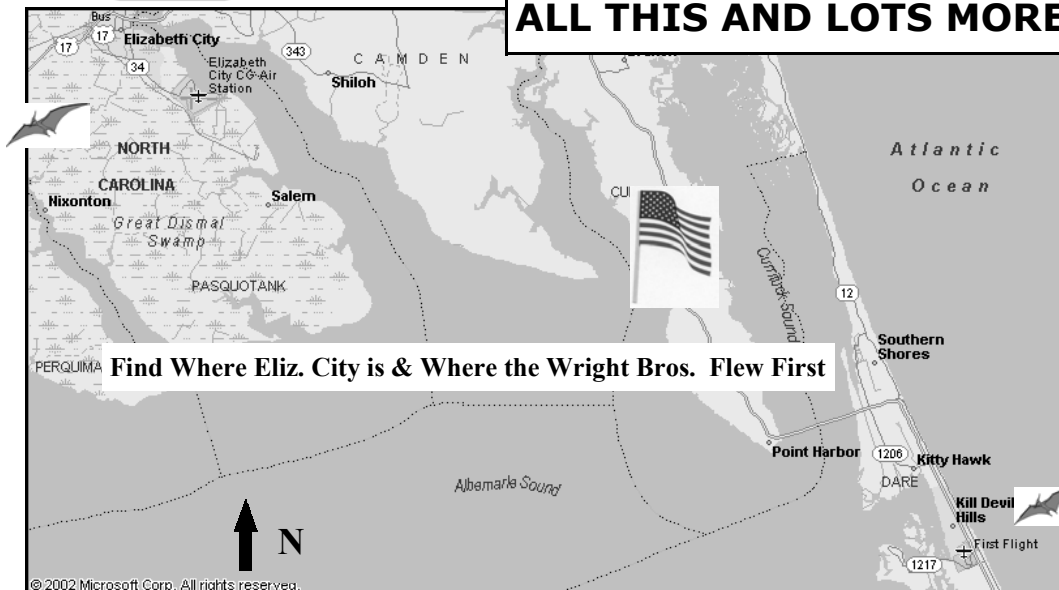 ALL THIS AND LOTS MORE
Bus
17
17
Elizabeth City
34
Elizabeth
City CG Air
Station
343
C A M D E N
Shiloh
NORTH
CAROLINA
Nixonton
Salem
Great Dismal
Swamp
PASQUOTANK
Atlantic
Ocean
Currituck Sound
12
Southern
Shores
Find Where Eliz. City is & Where the Wright Bros. Flew First
Point Harbor
1206
Kitty Hawk
DARE
Albemarle Sound
Kill Devil
Hills
First Flight
1217
N
© 2002 Microsoft Corp. All rights reserved.